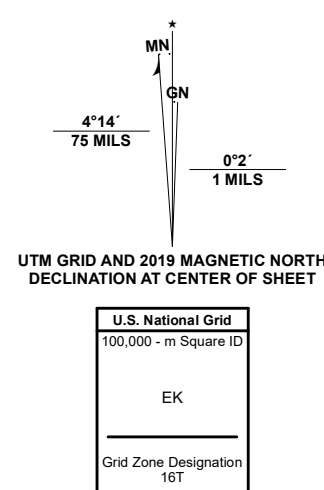 ★
MN
GN
4°14´
75 MILS
0°2´
1 MILS
UTM GRID AND 2019 MAGNETIC NORTH
DECLINATION AT CENTER OF SHEET
U.S. National Grid
100,000 - m Square ID
EK
Grid Zone Designation
16T